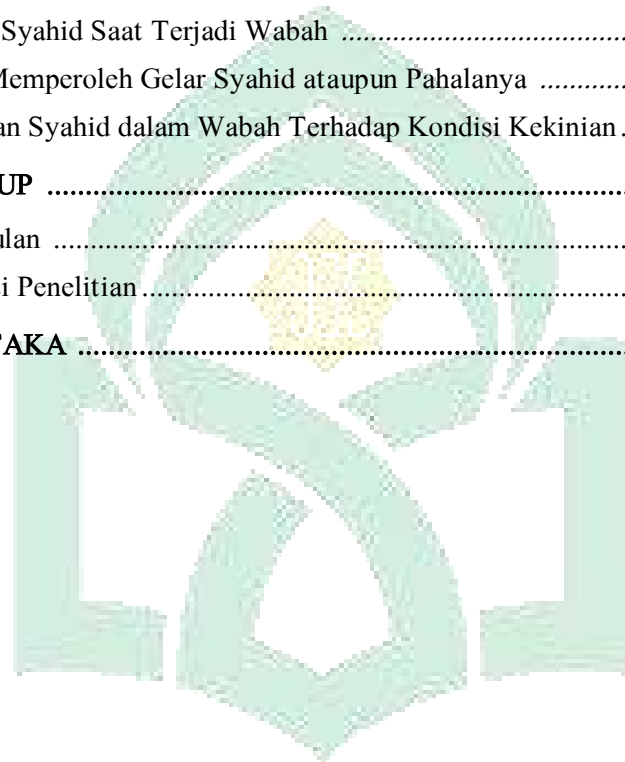 Syahid Saat Terjadi Wabah ..................................................
Memperoleh Gelar Syahid ataupun Pahalanya ..............
an Syahid dalam Wabah Terhadap Kondisi Kekinian .
UP ..................................................................................................
ulan ..................................................................................................
i Penelitian ......................................................................................
TAKA ..............................................................................................